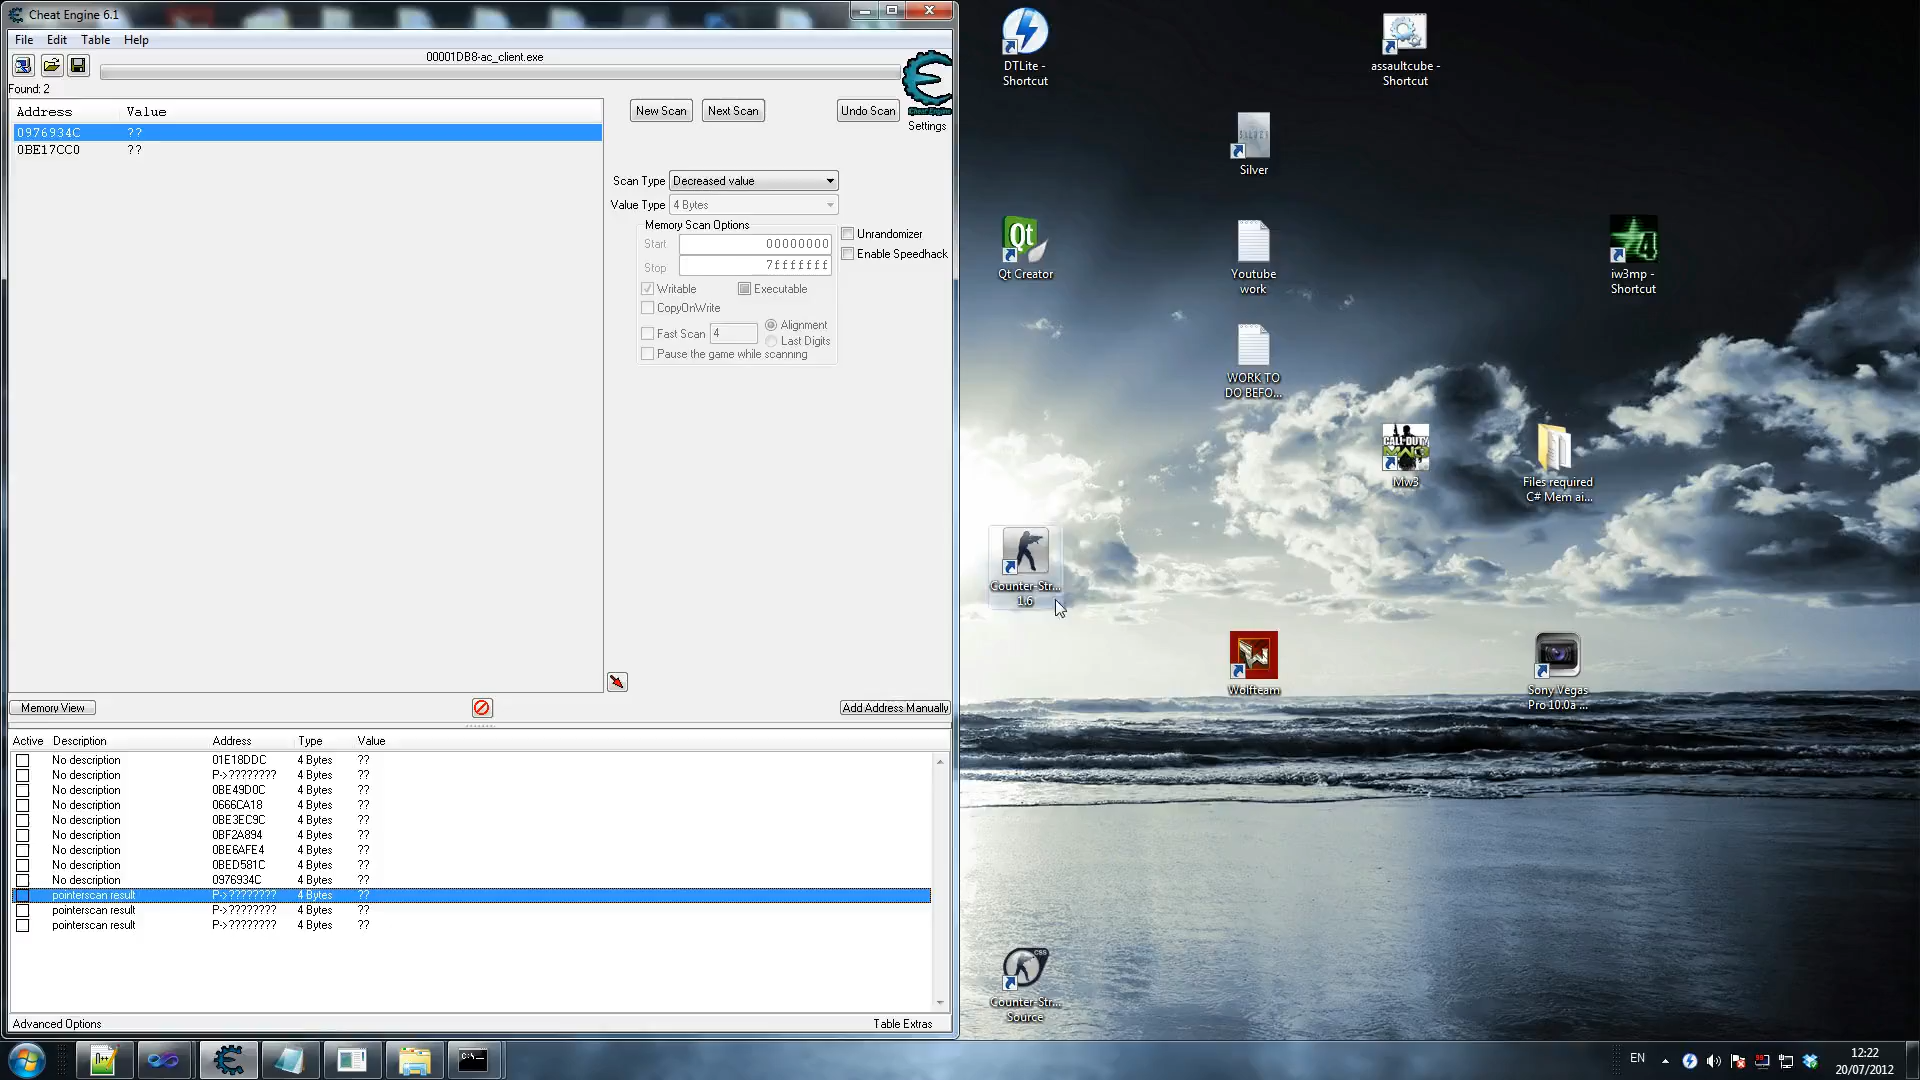 Cheat Engine 6.1
File Edit Table Help
00001DB8-ac_client.exe
Found: 2
Address Value
0976934C ??
0BE17CC0 ??
New Scan Next Scan Undo Scan
Cheat Engine
Settings
Scan Type Decreased value
Value Type 4 Bytes
Memory Scan Options
Start 00000000
Stop 7fffffff
Writable Executable
CopyOnWrite
Fast Scan 4 Alignment
Last Digits
Pause the game while scanning
Unrandomizer
Enable Speedhack
Memory View Add Address Manually
Active Description Address Type Value
No description 01E18DDC 4 Bytes ??
No description P->???????? 4 Bytes ??
No description 0BE49D0C 4 Bytes ??
No description 0666CA18 4 Bytes ??
No description 0BE3EC9C 4 Bytes ??
No description 0BF2A894 4 Bytes ??
No description 0BE6AFE4 4 Bytes ??
No description 0BED581C 4 Bytes ??
No description 0976934C 4 Bytes ??
pointerscan result P->???????? 4 Bytes ??
pointerscan result P->???????? 4 Bytes ??
pointerscan result P->???????? 4 Bytes ??
Advanced Options Table Extras
DTLite -
Shortcut
assaultcube -
Shortcut
Silver
Qt
Qt Creator
Youtube
work
4
iw3mp -
Shortcut
WORK TO
DO BEFO...
CALL·DUTY
MW3
Mw3
Files required
C# Mem ai...
Counter-Str...
1.6
W
Wolfteam
Sony Vegas
Pro 10.0a ...
CSS
Counter-Str...
Source
EN
12:22
20/07/2012